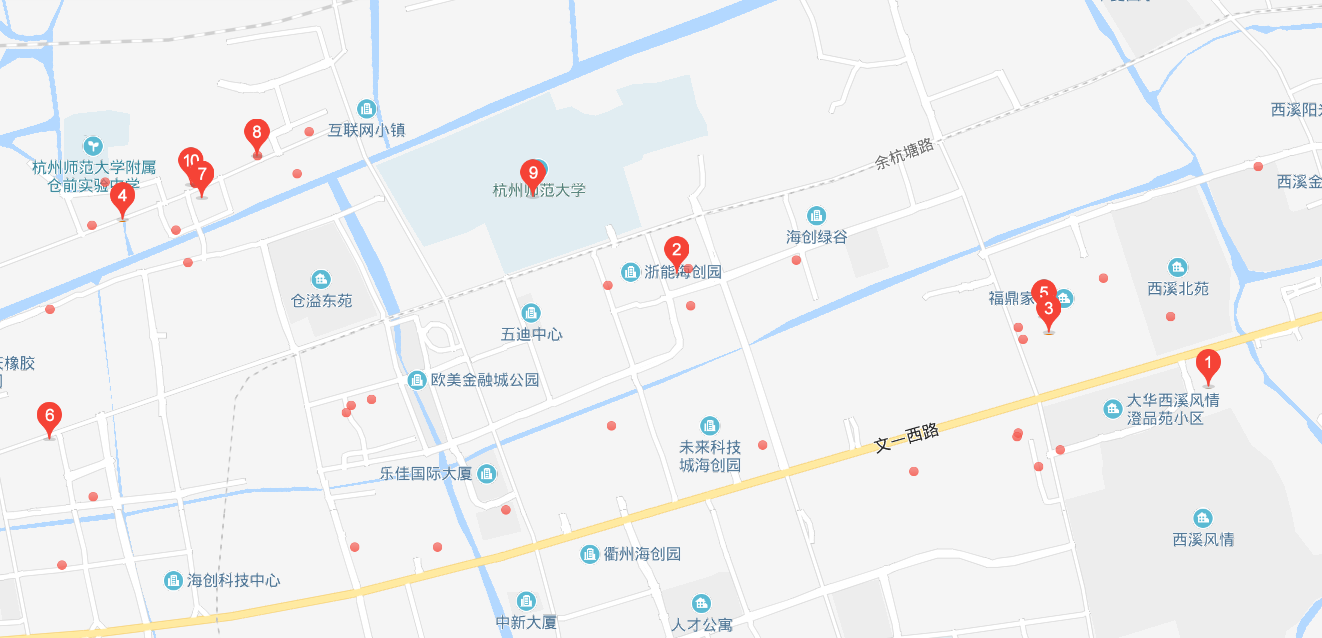 8
互联网小镇
西溪阳
杭州师范大学附属
仓前实验中学
10
7
4
9
杭州师范大学
余杭塘路
西溪金
海创绿谷
2
浙能海创园
仓溢东苑
西溪北苑
福鼎家
5
3
五迪中心
橡胶
欧美金融城公园
1
大华西溪风情
澄品苑小区
6
未来科技
城海创园
文一西路
乐佳国际大厦
西溪风情
衢州海创园
海创科技中心
中新大厦
人才公寓